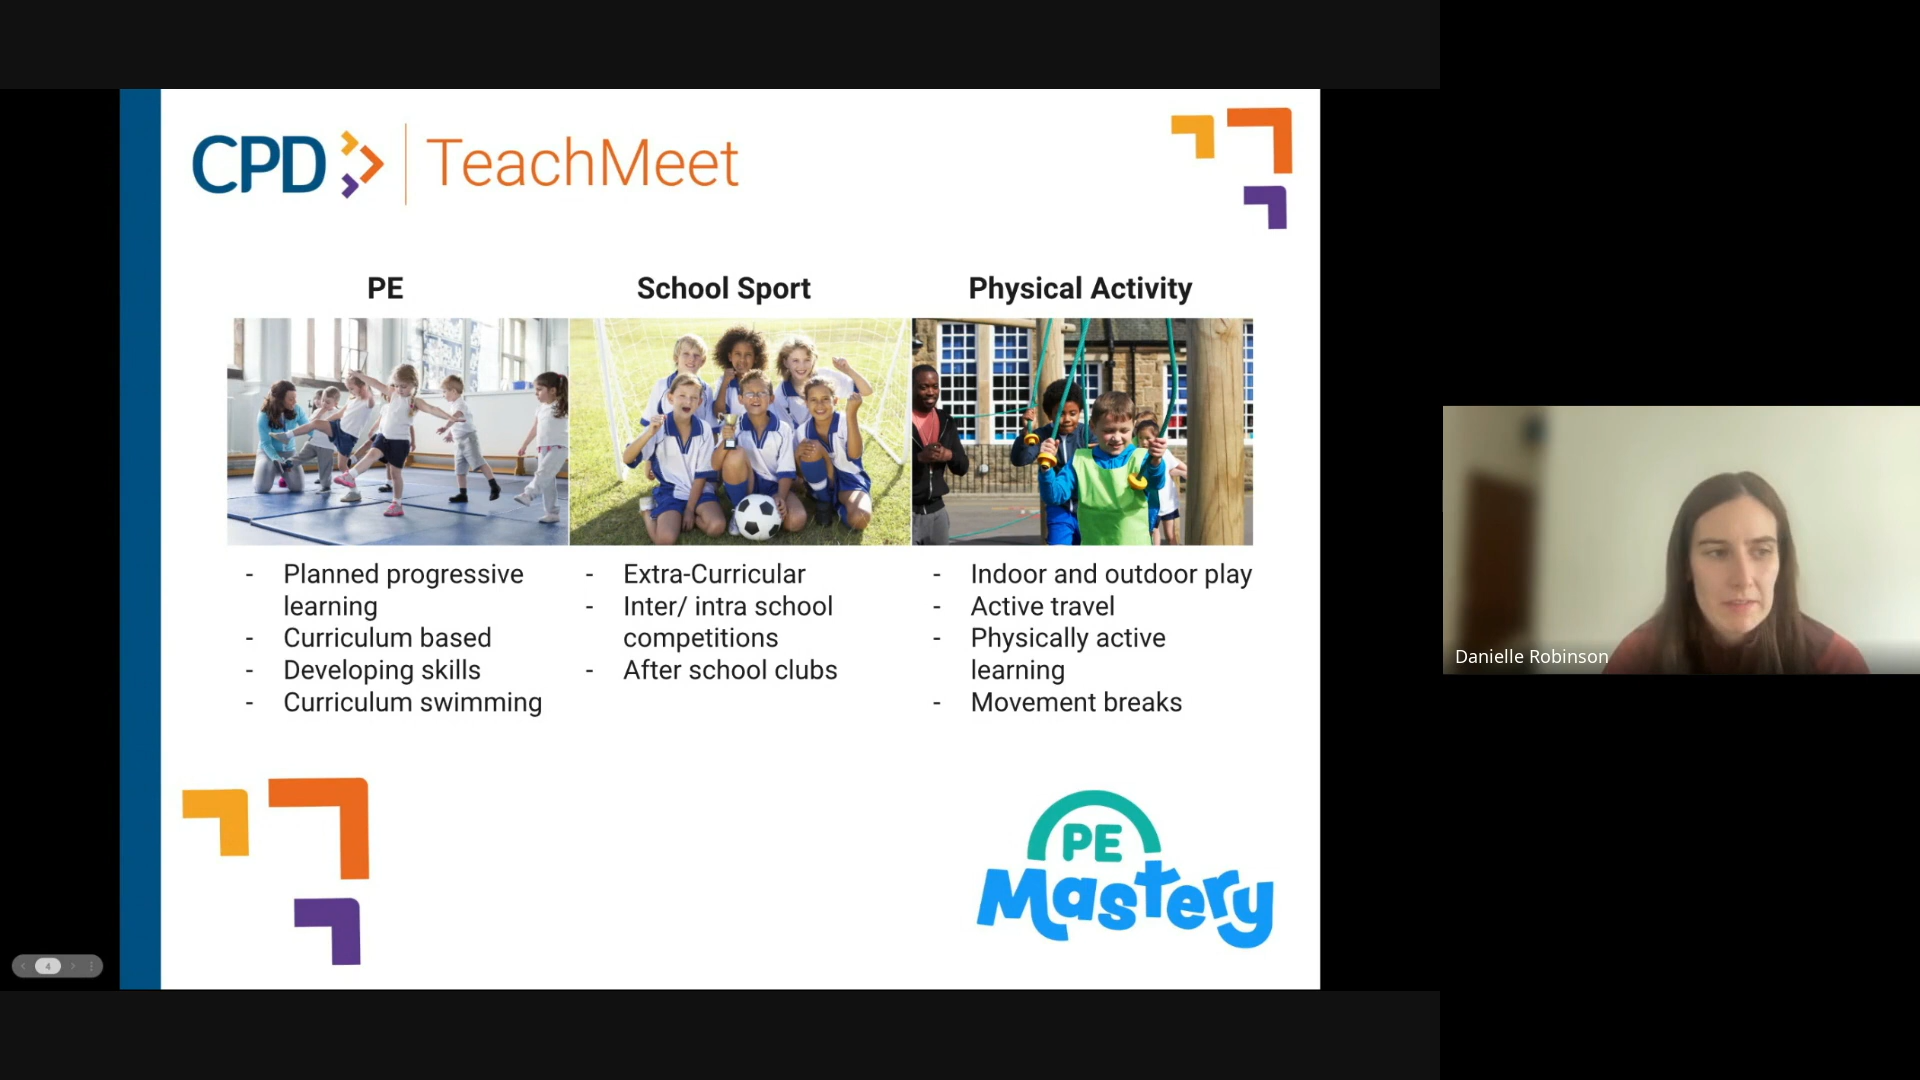 CPD TeachMeet
PE
School Sport
Physical Activity
- Planned progressive
learning
- Curriculum based
- Developing skills
- Curriculum swimming
- Extra-Curricular
- Inter/ intra school
competitions
- After school clubs
- Indoor and outdoor play
- Active travel
- Physically active
learning
- Movement breaks
PE
Mastery
4
Danielle Robinson